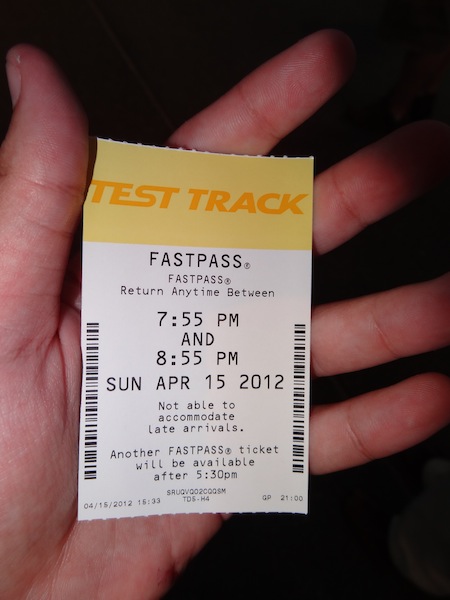 TEST TRACK
FASTPASS®
FASTPASS®
Return Anytime Between
7:55 PM
AND
8:55 PM
SUN APR 15 2012
Not able to
accommodate
late arrivals.
Another FASTPASS® ticket
will be available
after 5:30pm
SRUQVQ02CQQSM
04/15/2012 15:33 TDS-H4 GP 21:00